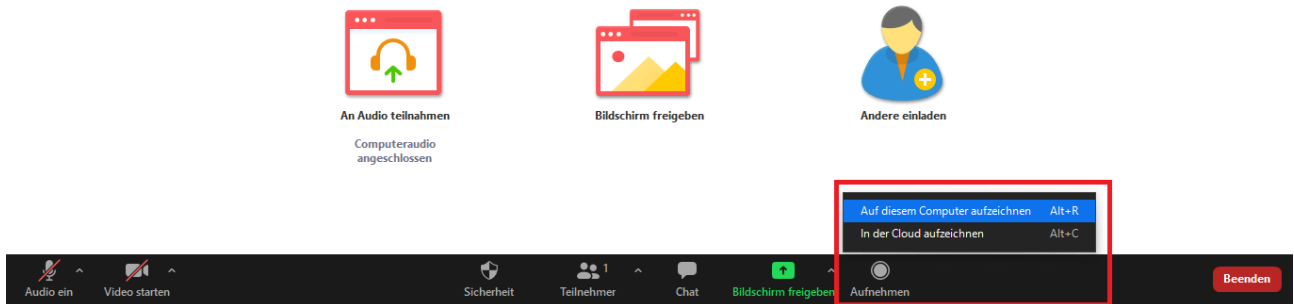 An Audio teilnahmen
Bildschirm freigeben
Andere einladen
Computeraudio
angeschlossen
Auf diesem Computer aufzeichnen Alt+R
In der Cloud aufzeichnen Alt+C
Audio ein
Video starten
Sicherheit
1
Teilnehmer
Chat
Bildschirm freigeben
Aufnehmen
Beenden